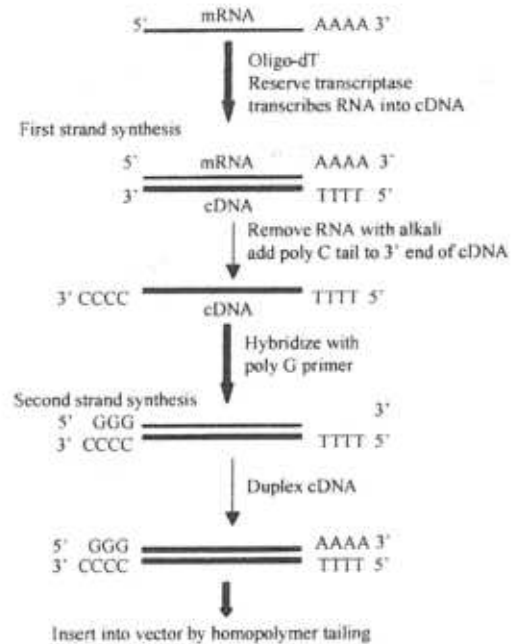 5' mRNA AAAA 3'
Oligo-dT
Reserve transcriptase
transcribes RNA into cDNA
First strand synthesis
5' mRNA AAAA 3'
3' cDNA TTTT 5'
Remove RNA with alkali
add poly C tail to 3' end of cDNA
3' CCCC cDNA TTTT 5'
Hybridize with
poly G primer
Second strand synthesis
5' GGG 3'
3' CCCC TTTT 5'
Duplex cDNA
5' GGG AAAA 3'
3' CCCC TTTT 5'
Insert into vector by homopolymer tailing